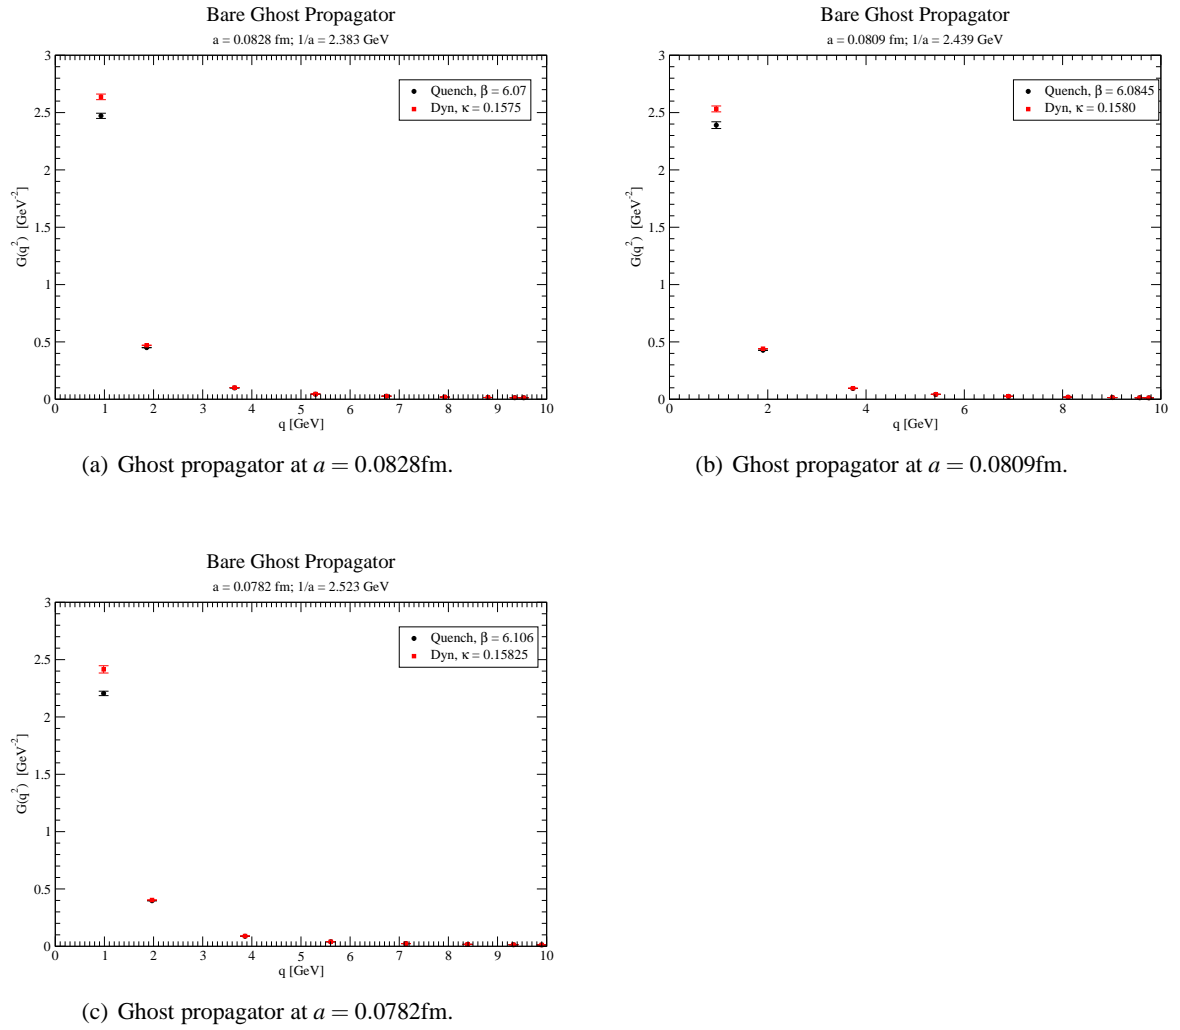 Bare Ghost Propagator
a = 0.0828 fm; 1/a = 2.383 GeV
Quench, β = 6.07
Dyn, κ = 0.1575
3
2.5
2
1.5
1
0.5
0
G(q²) [GeV⁻²]
0 1 2 3 4 5 6 7 8 9 10
q [GeV]
(a) Ghost propagator at a = 0.0828fm.
Bare Ghost Propagator
a = 0.0809 fm; 1/a = 2.439 GeV
Quench, β = 6.0845
Dyn, κ = 0.1580
3
2.5
2
1.5
1
0.5
0
G(q²) [GeV⁻²]
0 2 4 6 8 10
q [GeV]
(b) Ghost propagator at a = 0.0809fm.
Bare Ghost Propagator
a = 0.0782 fm; 1/a = 2.523 GeV
Quench, β = 6.106
Dyn, κ = 0.15825
3
2.5
2
1.5
1
0.5
0
G(q²) [GeV⁻²]
0 1 2 3 4 5 6 7 8 9 10
q [GeV]
(c) Ghost propagator at a = 0.0782fm.